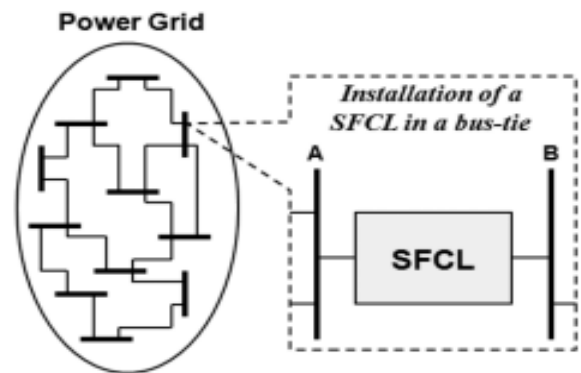 Power Grid
Installation of a
SFCL in a bus-tie
A
B
SFCL